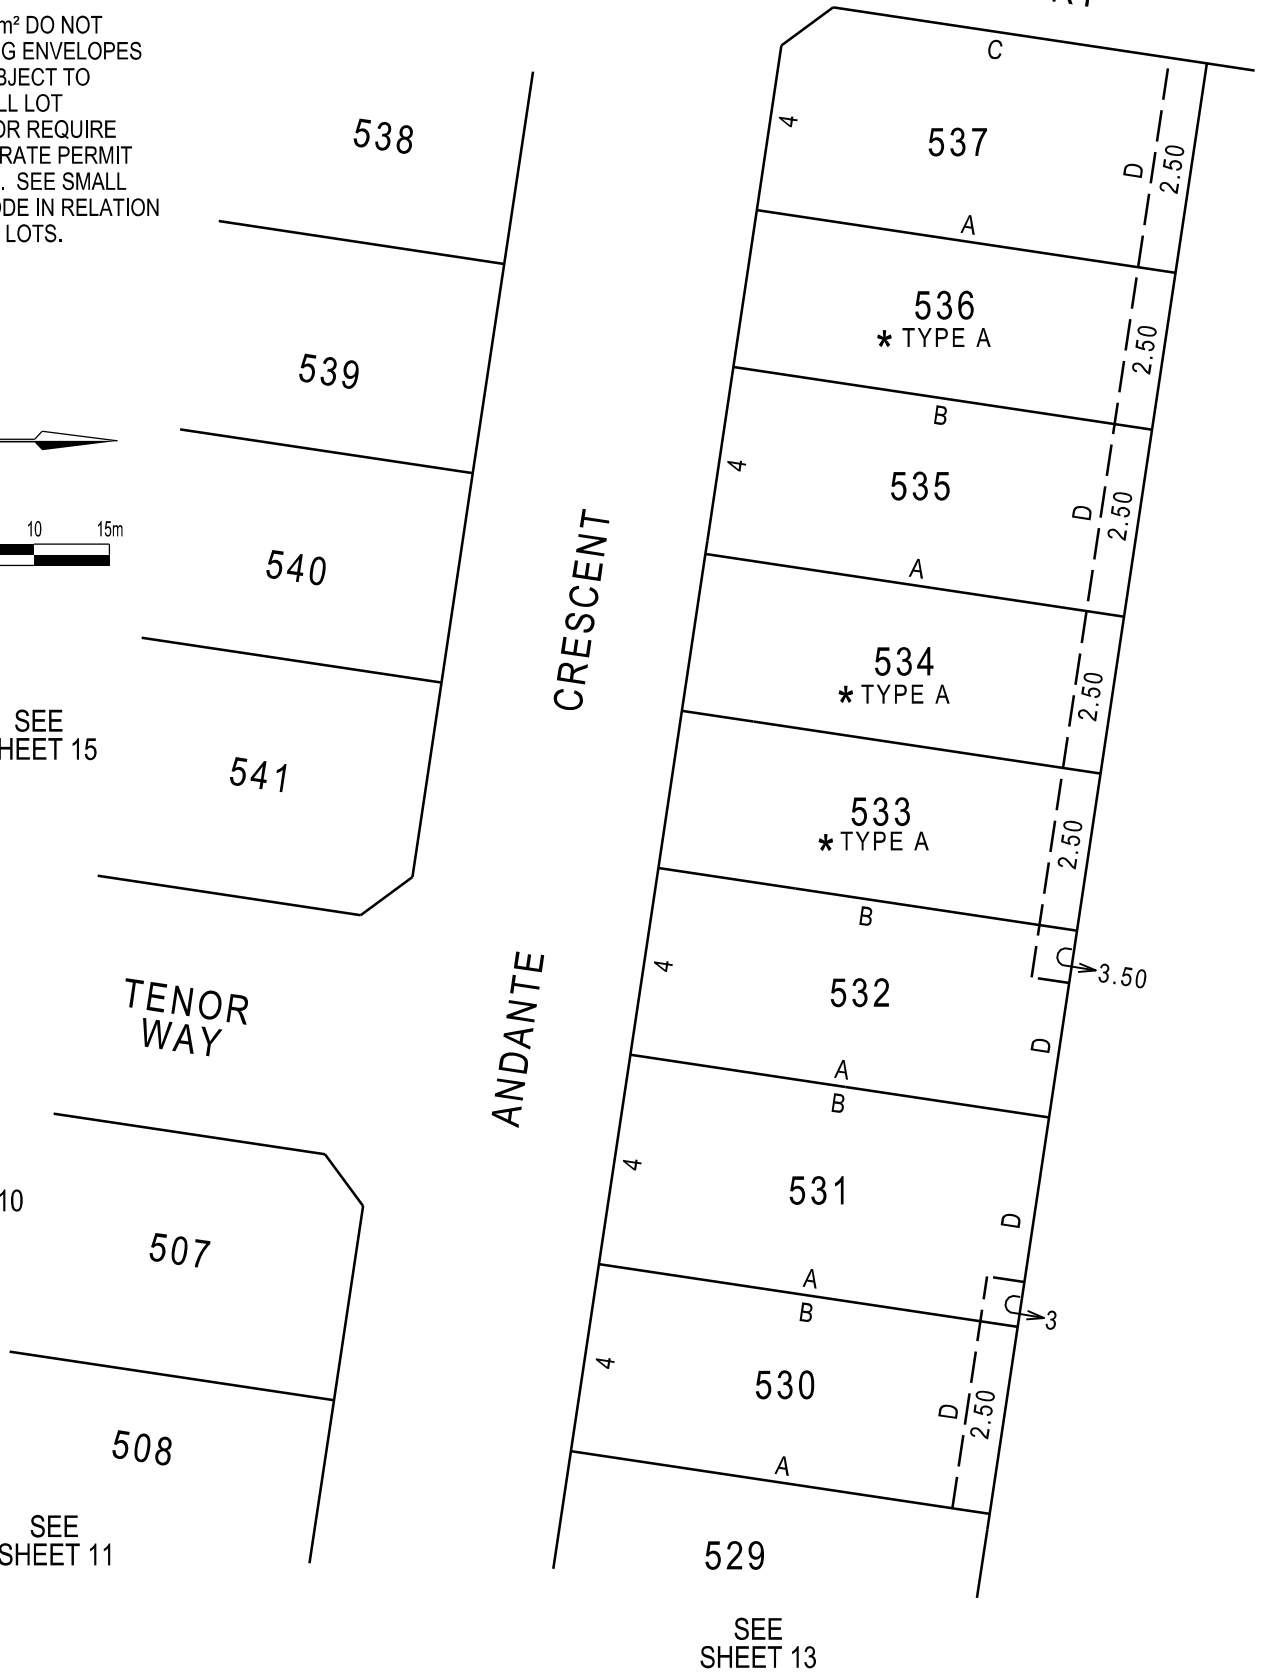 m² DO NOT
G ENVELOPES
BJECT TO
LL LOT
OR REQUIRE
RATE PERMIT
. SEE SMALL
ODE IN RELATION
LOTS.
538
539
10 15m
540
SEE
HEET 15
541
TENOR
WAY
10
507
508
SEE
SHEET 11
CRESCENT
ANDANTE
C
4
537
D
2.50
A
536
* TYPE A
2.50
B
4
535
D
2.50
A
534
* TYPE A
2.50
533
* TYPE A
2.50
B
4
532
3.50
D
A
B
4
531
D
A
3
B
4
530
D
2.50
A
529
SEE
SHEET 13